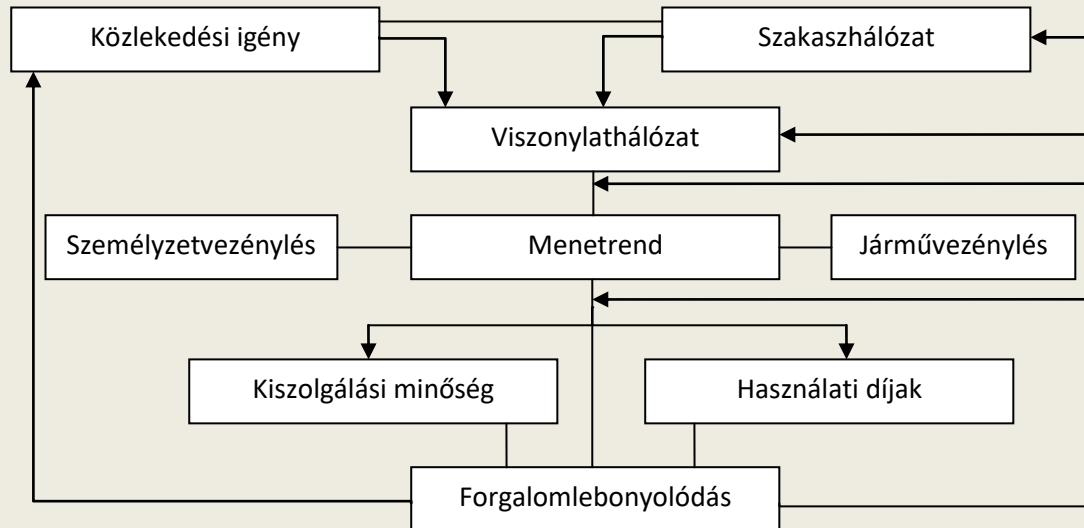 Közlekedési igény
Szakaszhálózat
Viszonylathálózat
Személyzetvezénylés
Menetrend
Járművezénylés
Kiszolgálási minőség
Használati díjak
Forgalomlebonyolódás